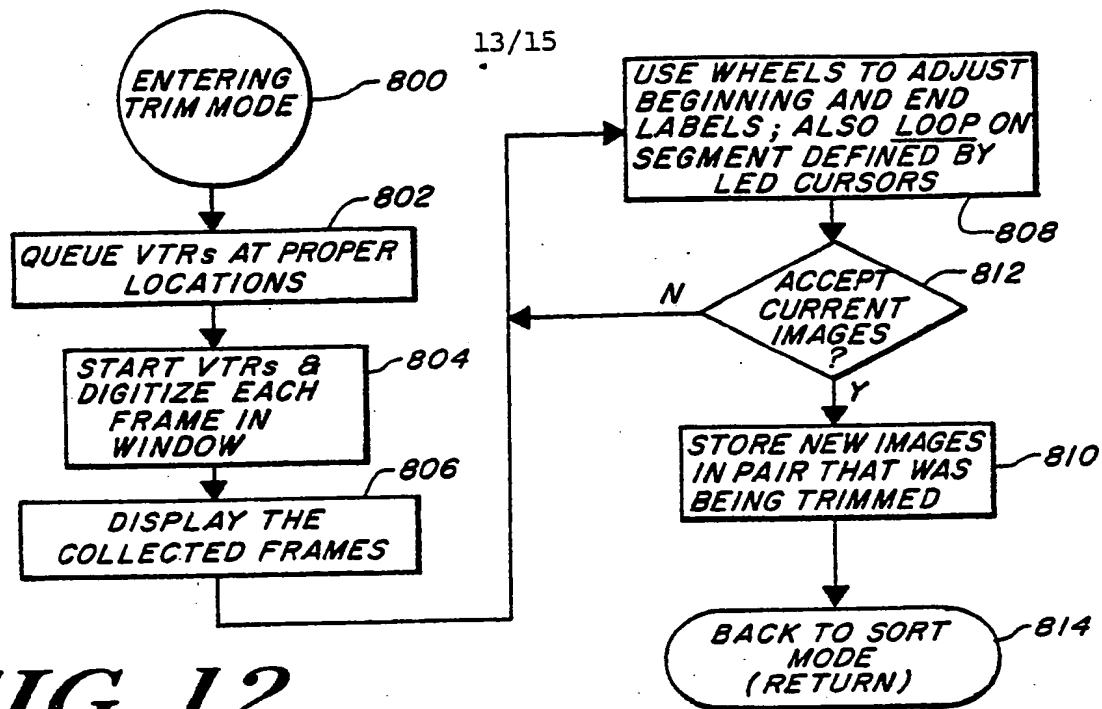 13/15
ENTERING
TRIM MODE
800
802
QUEUE VTRs AT PROPER
LOCATIONS
804
START VTRs &
DIGITIZE EACH
FRAME IN
WINDOW
806
DISPLAY THE
COLLECTED FRAMES
USE WHEELS TO ADJUST
BEGINNING AND END
LABELS; ALSO LOOP ON
SEGMENT DEFINED BY
LED CURSORS
808
812
ACCEPT
CURRENT
IMAGES
?
N
Y
STORE NEW IMAGES
IN PAIR THAT WAS
BEING TRIMMED
810
BACK TO SORT
MODE
(RETURN)
814
FIG. 12